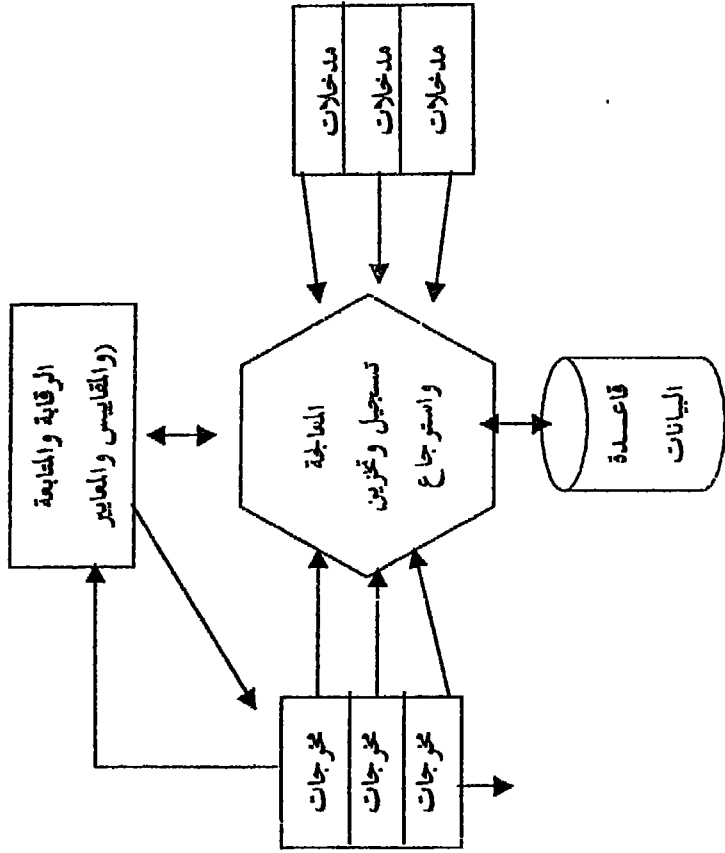 مدخلات
مدخلات
مدخلات
الرقابة والمتابعة
(والمقاييس والمعايير
المعالجة
تسجيل وتخزين
واسترجاع
قاعدة
البيانات
مخرجات
مخرجات
مخرجات